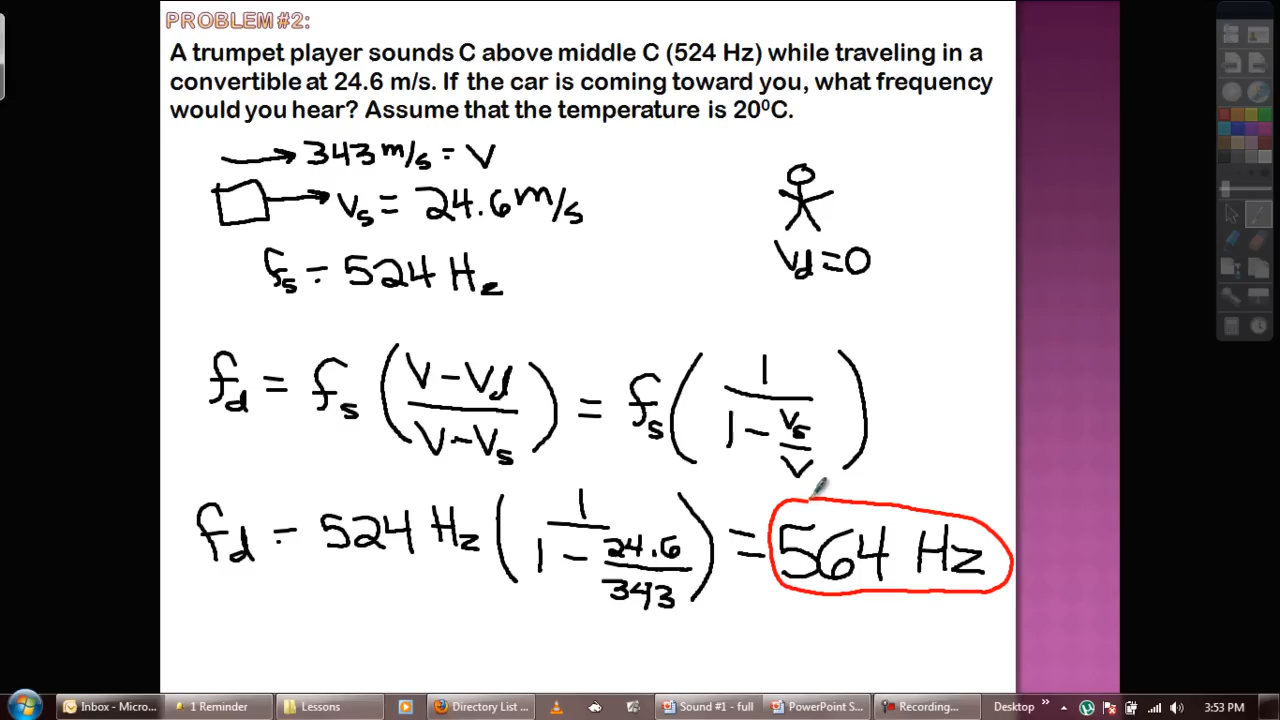 PROBLEM #2:
A trumpet player sounds C above middle C (524 Hz) while traveling in a
convertible at 24.6 m/s. If the car is coming toward you, what frequency
would you hear? Assume that the temperature is 20⁰C.
→ 343 m/s = V
→ Vs = 24.6 m/s
fs = 524 Hz
Vd = 0
fd = fs ( (V - Vd) / (V - Vs) ) = fs ( 1 / (1 - Vs/V) )
fd = 524 Hz ( 1 / (1 - 24.6/343) ) = 564 Hz
Inbox - Micro... 1 Reminder Lessons Directory List ... Sound #1 - full PowerPoint S... Recording... Desktop » 3:53 PM